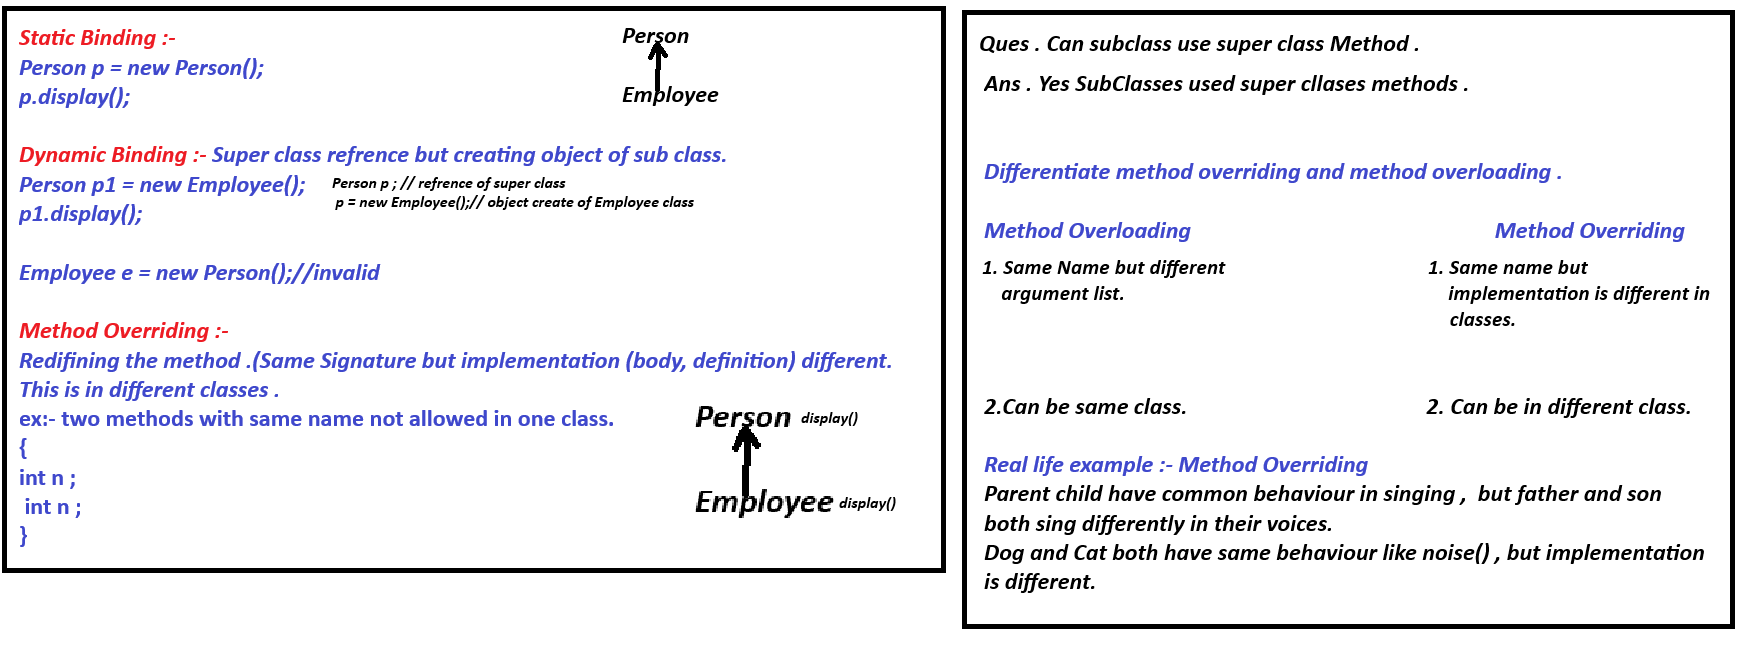 Static Binding :-
Person p = new Person();
p.display();
Person
Employee
Dynamic Binding :- Super class refrence but creating object of sub class.
Person p1 = new Employee();
Person p ; // refrence of super class
p = new Employee();// object create of Employee class
p1.display();
Employee e = new Person();//invalid
Method Overriding :-
Redifining the method .(Same Signature but implementation (body, definition) different.
This is in different classes .
ex:- two methods with same name not allowed in one class.
{
int n ;
int n ;
}
Person display()
Employee display()
Ques . Can subclass use super class Method .
Ans . Yes SubClasses used super cllases methods .
Differentiate method overriding and method overloading .
Method Overloading
1. Same Name but different
argument list.
2.Can be same class.
Method Overriding
1. Same name but
implementation is different in
classes.
2. Can be in different class.
Real life example :- Method Overriding
Parent child have common behaviour in singing , but father and son
both sing differently in their voices.
Dog and Cat both have same behaviour like noise() , but implementation
is different.